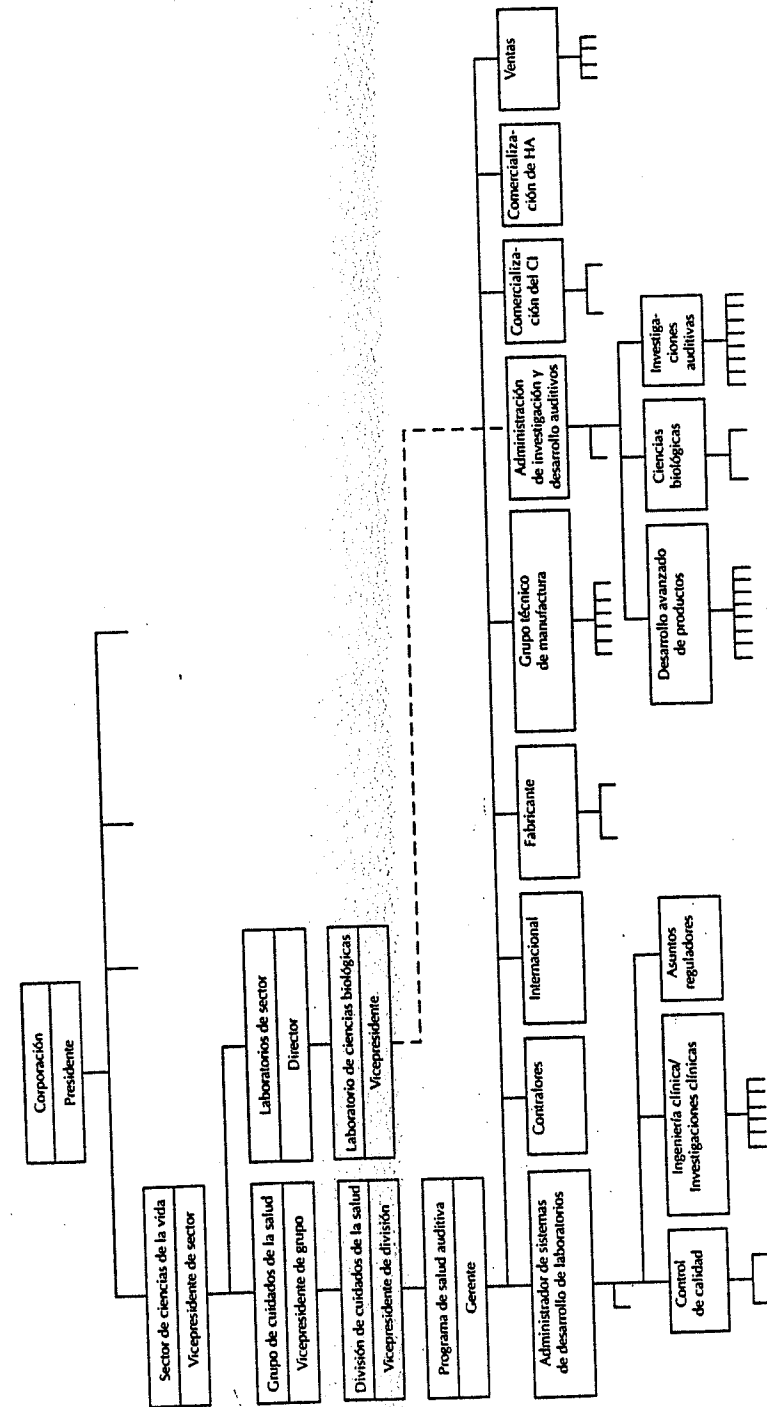 Corporación
Presidente
Sector de ciencias de la vida
Vicepresidente de sector
Grupo de cuidados de la salud
Vicepresidente de grupo
Laboratorios de sector
Director
División de cuidados de la salud
Vicepresidente de división
Laboratorio de ciencias biológicas
Vicepresidente
Programa de salud auditiva
Gerente
Administrador de sistemas
de desarrollo de laboratorios
Contralores
Internacional
Fabricante
Grupo técnico
de manufactura
Administración
de investigación y
desarrollo auditivos
Comercializa-
ción del CI
Comercializa-
ción de HA
Ventas
Control
de calidad
Ingeniería clínica/
Investigaciones clínicas
Asuntos
reguladores
Desarrollo avanzado
de productos
Ciencias
biológicas
Investiga-
ciones
auditivas